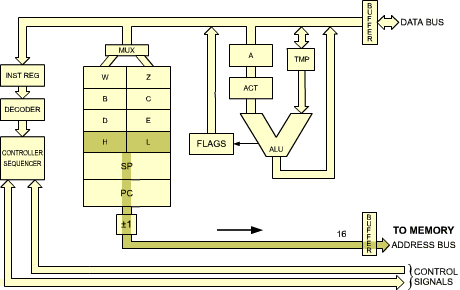 BUFFER
DATA BUS
MUX
INST REG
DECODER
CONTROLLER
SEQUENCER
W Z
B C
D E
H L
SP
PC
±1
A
ACT
TMP
FLAGS
ALU
16
BUFFER
TO MEMORY
ADDRESS BUS
CONTROL
SIGNALS